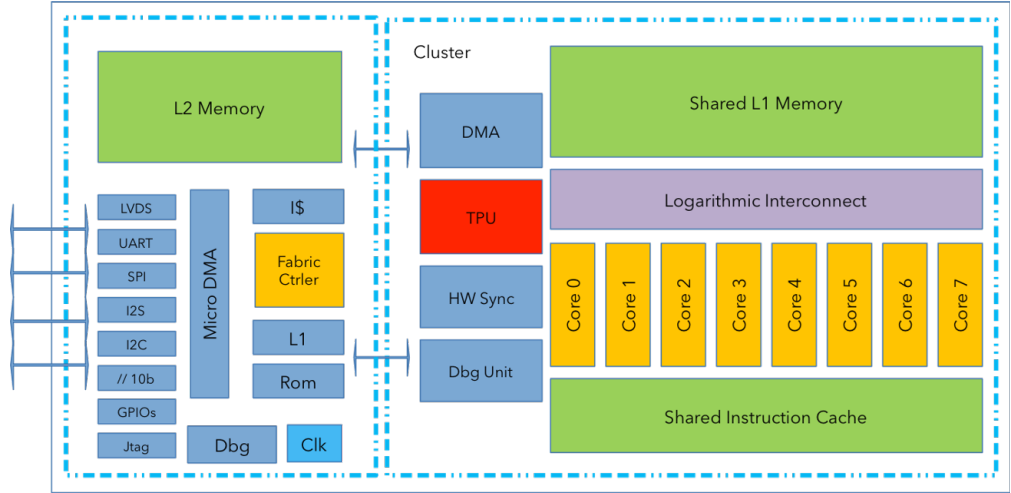 L2 Memory
LVDS
UART
SPI
I2S
I2C
// 10b
GPIOs
Jtag
Micro DMA
I$
Fabric
Ctrler
L1
Rom
Dbg
Clk
Cluster
DMA
TPU
HW Sync
Dbg Unit
Shared L1 Memory
Logarithmic Interconnect
Core 0
Core 1
Core 2
Core 3
Core 4
Core 5
Core 6
Core 7
Shared Instruction Cache